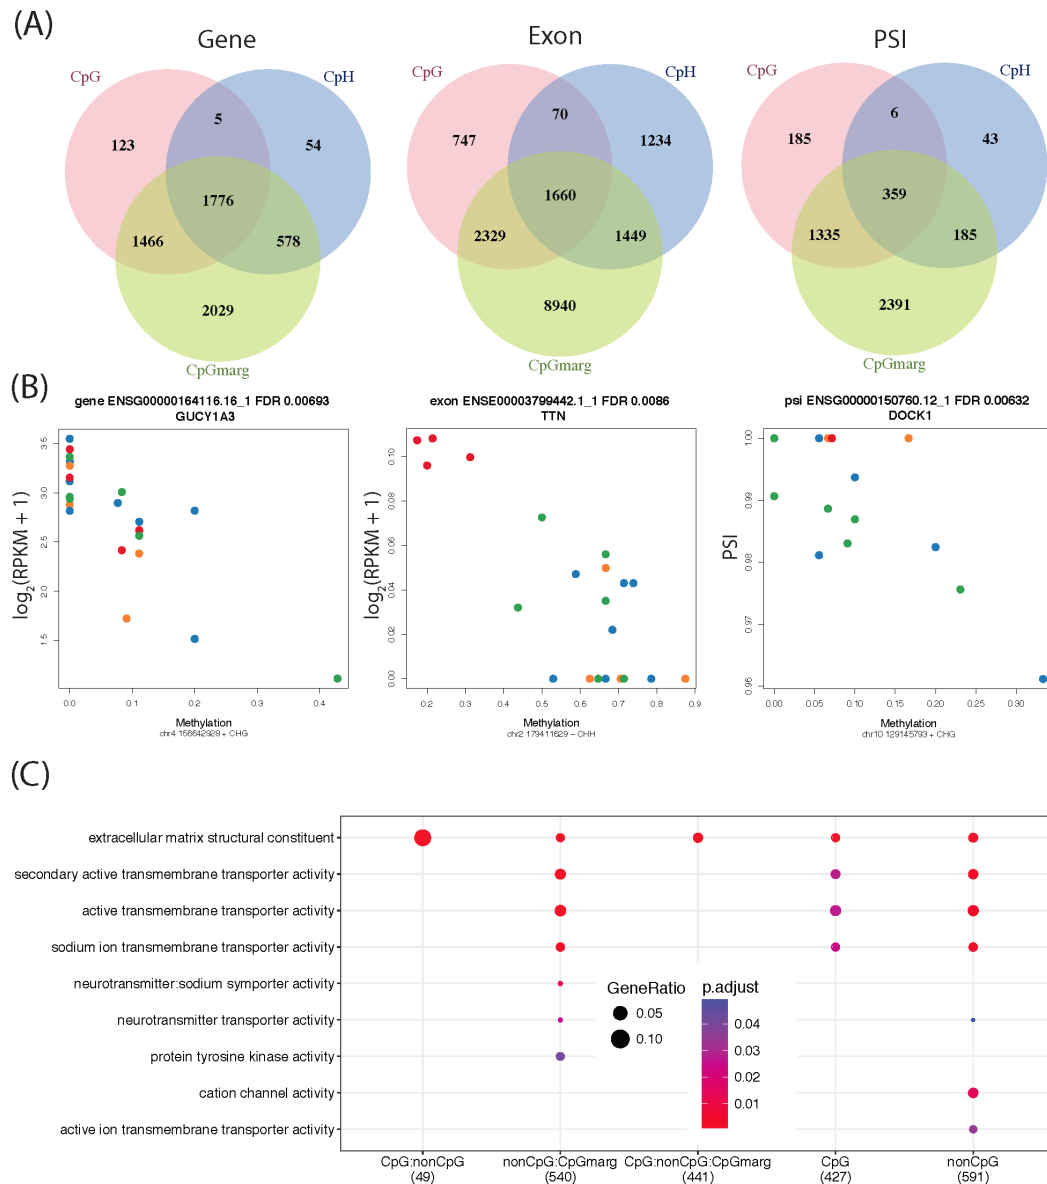 (A)
Gene
Exon
PSI
CpG
CpH
5
123
54
1776
1466
578
2029
CpGmarg
CpG
CpH
70
747
1234
1660
2329
1449
8940
CpGmarg
CpG
CpH
6
185
43
359
1335
185
2391
CpGmarg
(B)
gene ENSG00000164116.16_1 FDR 0.00693
GUCY1A3
log2(RPKM + 1)
3.5
3.0
2.5
2.0
1.5
0.0
0.1
0.2
0.3
0.4
Methylation
chr4 156642928 + CHG
exon ENSE00003799442.1_1 FDR 0.0086
TTN
log2(RPKM + 1)
0.10
0.08
0.06
0.04
0.02
0.00
0.2
0.3
0.4
0.5
0.6
0.7
0.8
0.9
Methylation
chr2 179411629 − CHH
psi ENSG00000150760.12_1 FDR 0.00632
DOCK1
PSI
1.00
0.99
0.98
0.97
0.96
0.00
0.05
0.10
0.15
0.20
0.25
0.30
Methylation
chr10 129145793 + CHG
(C)
extracellular matrix structural constituent
secondary active transmembrane transporter activity
active transmembrane transporter activity
sodium ion transmembrane transporter activity
neurotransmitter:sodium symporter activity
neurotransmitter transporter activity
protein tyrosine kinase activity
cation channel activity
active ion transmembrane transporter activity
GeneRatio
0.05
0.10
p.adjust
0.04
0.03
0.02
0.01
CpG:nonCpG
(49)
nonCpG:CpGmarg
(540)
CpG:nonCpG:CpGmarg
(441)
CpG
(427)
nonCpG
(591)